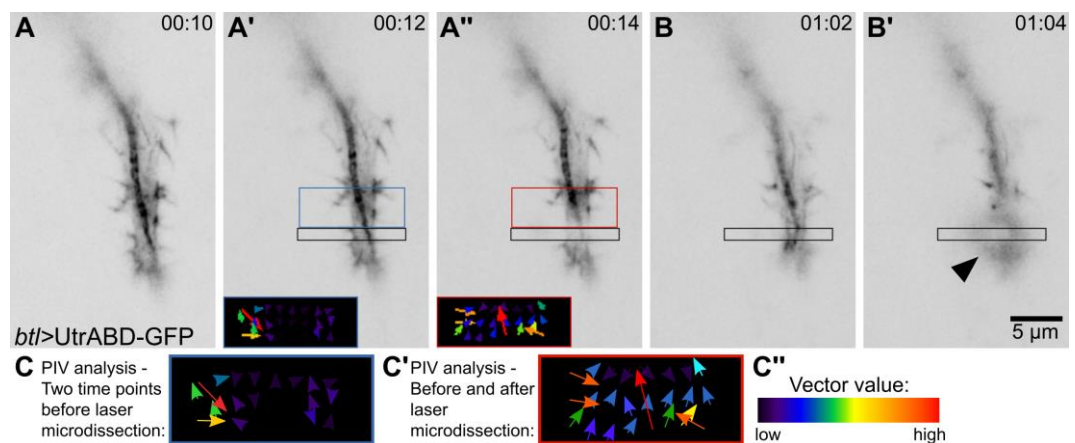 A 00:10
A' 00:12
A'' 00:14
B 01:02
B' 01:04
btl>UtrABD-GFP
5 µm
C PIV analysis -
Two time points
before laser
microdissection:
C' PIV analysis -
Before and after
laser
microdissection:
C''
Vector value:
low high